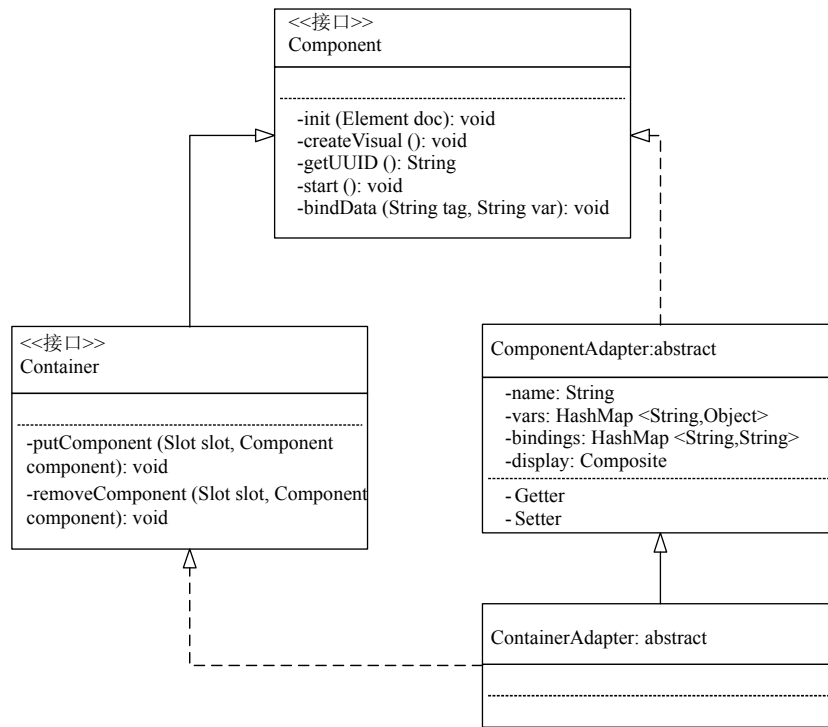 <<接口>>
Component
-init (Element doc): void
-createVisual (): void
-getUUID (): String
-start (): void
-bindData (String tag, String var): void
<<接口>>
Container
-putComponent (Slot slot, Component
component): void
-removeComponent (Slot slot, Component
component): void
ComponentAdapter:abstract
-name: String
-vars: HashMap <String,Object>
-bindings: HashMap <String,String>
-display: Composite
- Getter
- Setter
ContainerAdapter: abstract